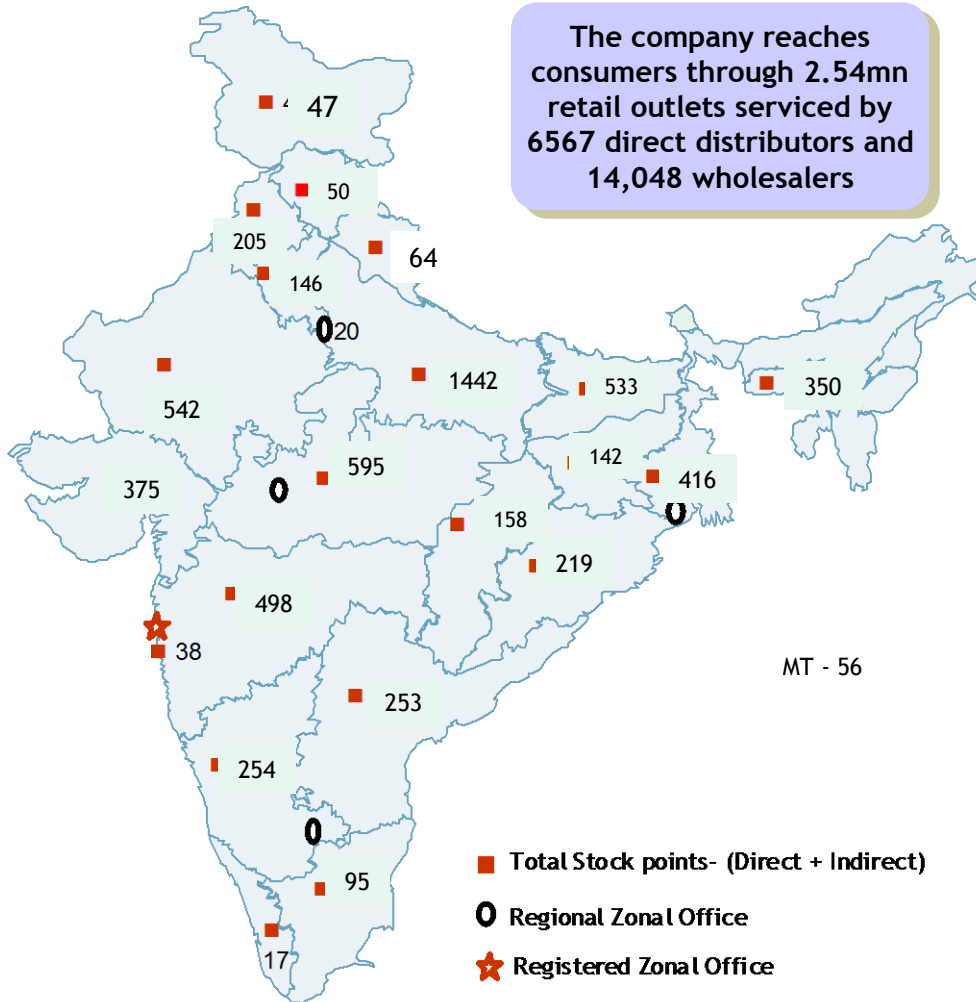 The company reaches
consumers through 2.54mn
retail outlets serviced by
6567 direct distributors and
14,048 wholesalers
47
50
205
64
146
20
1442
533
350
542
595
142
416
375
158
219
498
38
MT - 56
253
254
95
17
Total Stock points- (Direct + Indirect)
Regional Zonal Office
Registered Zonal Office